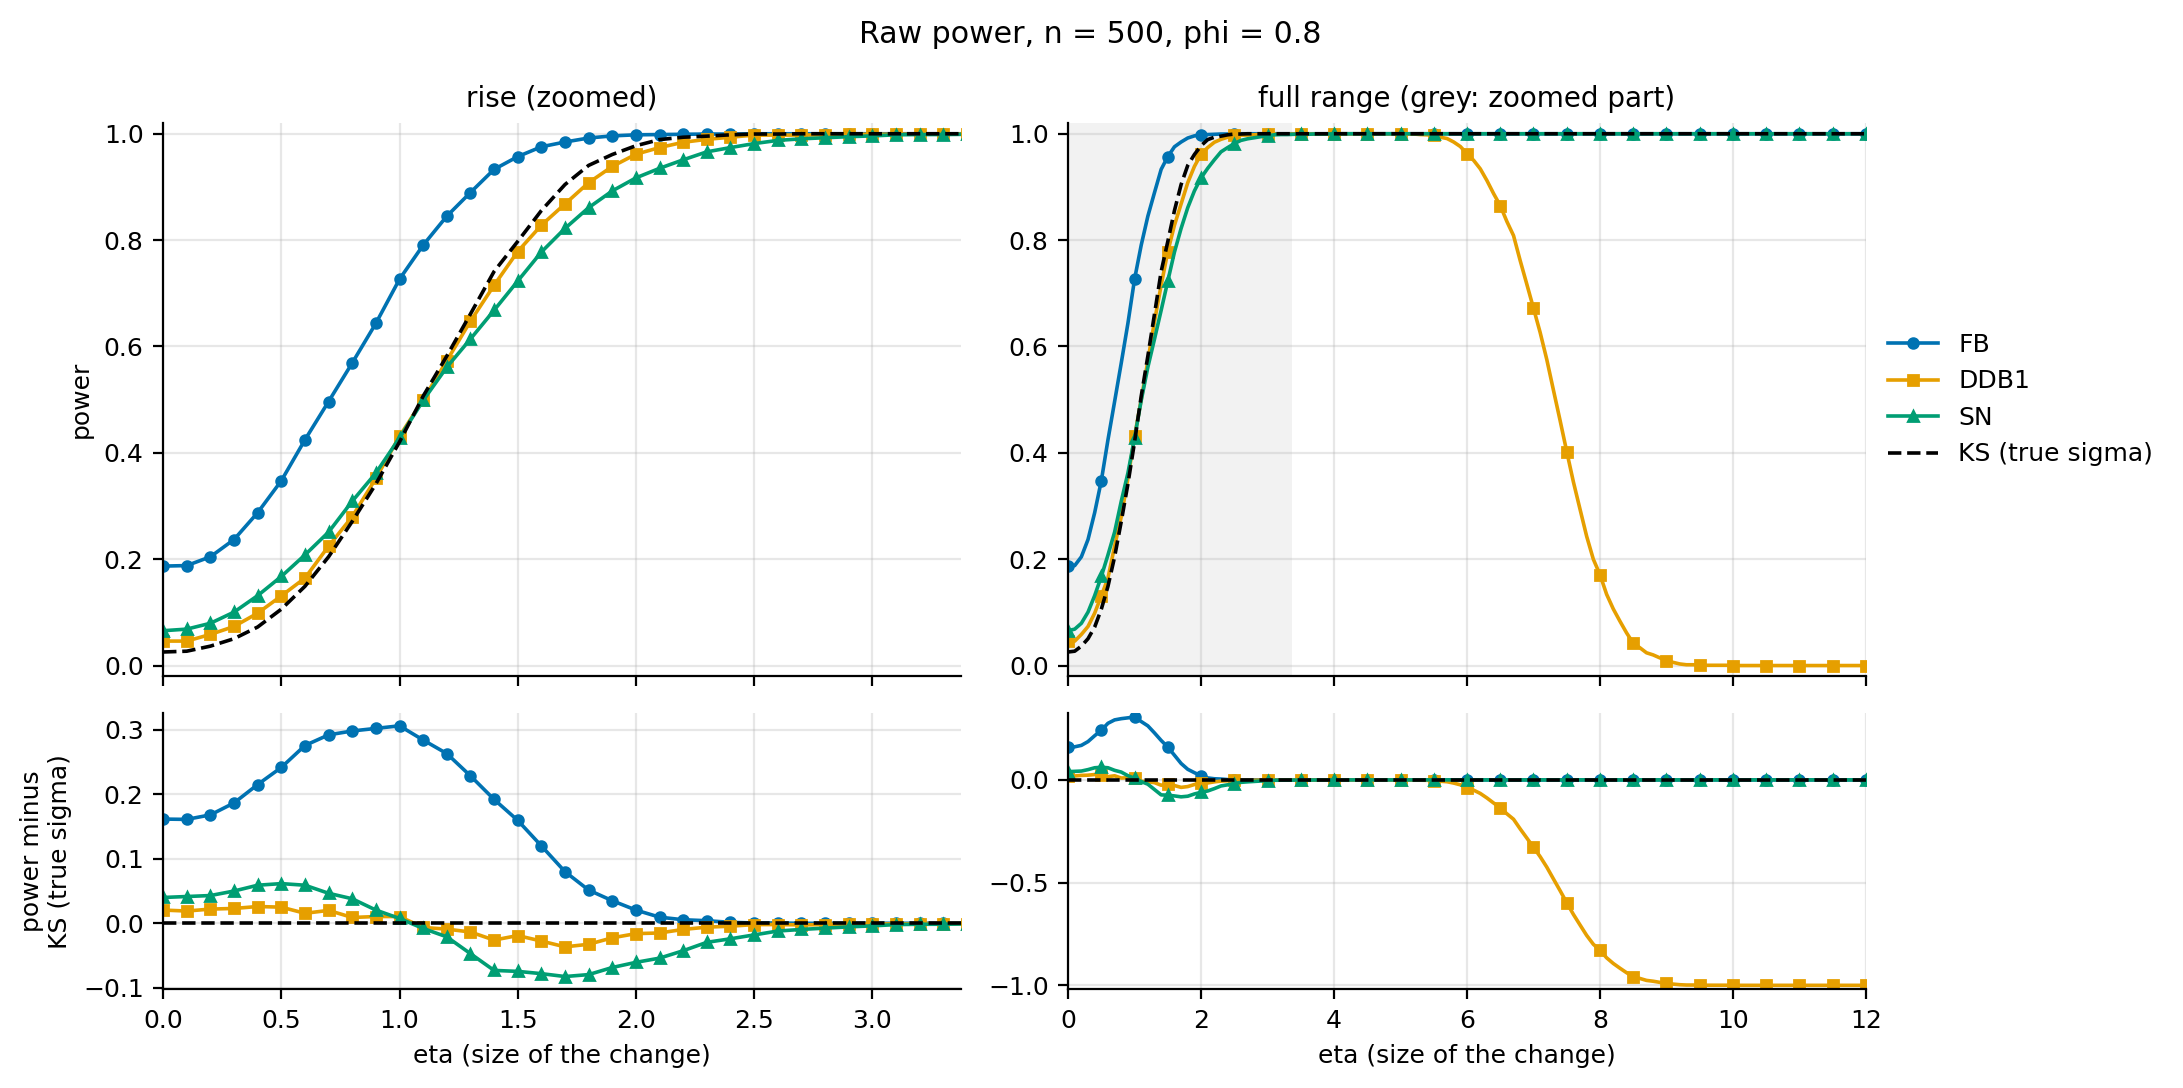 Raw power, n = 500, phi = 0.8
rise (zoomed)
1.0
0.8
0.6
0.4
0.2
0.0
power
full range (grey: zoomed part)
1.0
0.8
0.6
0.4
0.2
0.0
FB
DDB1
SN
KS (true sigma)
0.3
0.2
0.1
0.0
−0.1
power minus
KS (true sigma)
0.0 0.5 1.0 1.5 2.0 2.5 3.0
eta (size of the change)
0.0
−0.5
−1.0
0 2 4 6 8 10 12
eta (size of the change)